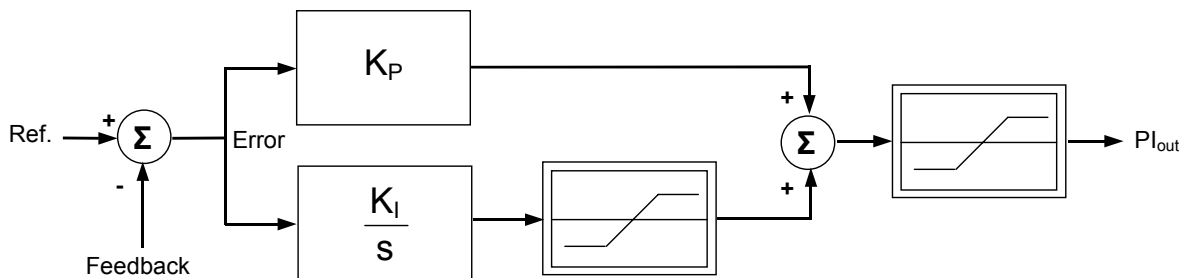 K_P
+
Ref.
Σ
Error
-
Feedback
K_I
s
+
Σ
+
PI_out